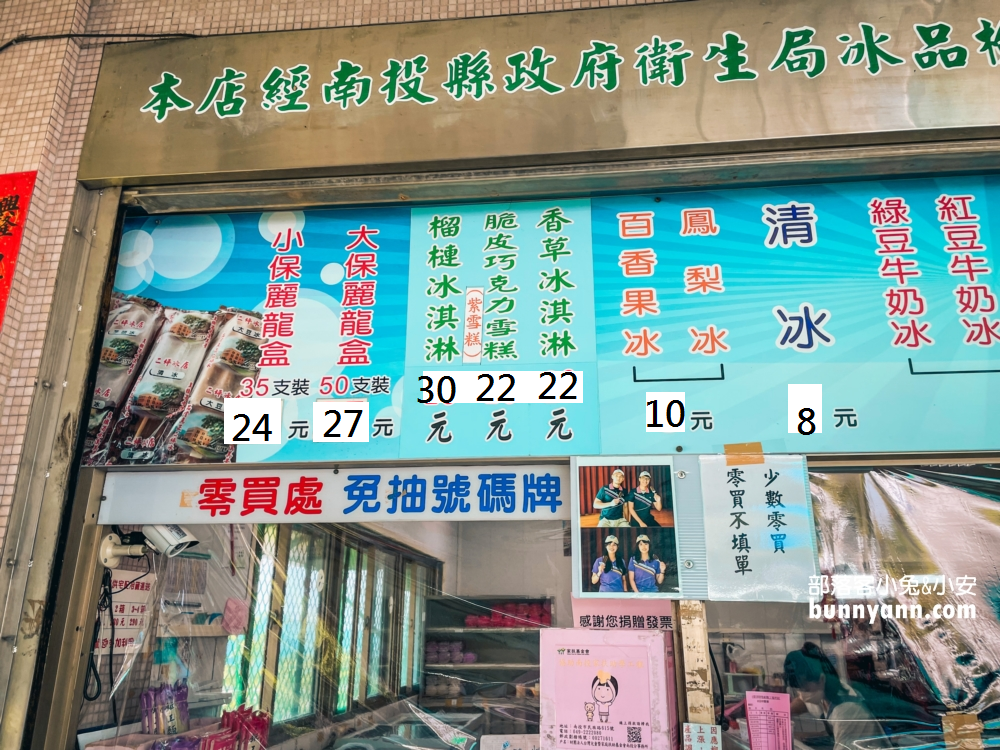 本店經南投縣政府衛生局冰品
小保麗龍盒
35支裝
24元
大保麗龍盒
50支裝
27元
榴槤冰淇淋
30元
脆皮巧克力雪糕
（紫雪糕）
22元
香草冰淇淋
22元
百香果冰
鳳梨冰
10元
清冰
8元
綠豆牛奶冰
紅豆牛奶冰
零買處 免抽號碼牌
少數零買
零買不填單
感謝您捐贈發票
部落客小兔&小安
bunnyann.com